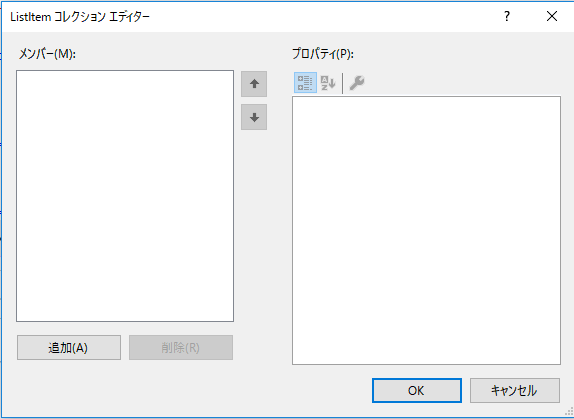 ListItem コレクション エディター
メンバー(M):
プロパティ(P):
追加(A)
削除(R)
OK
キャンセル